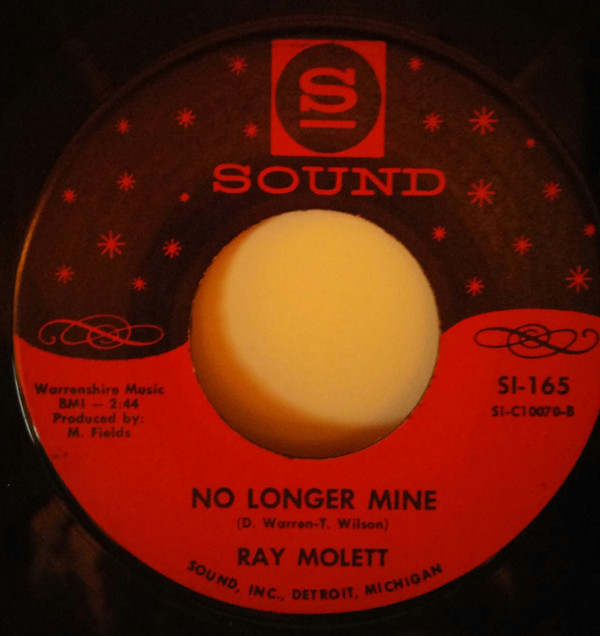 S
SOUND
Warrenshire Music
BMI — 2:44
Produced by:
M. Fields
SI-165
SI-C10070-B
NO LONGER MINE
(D. Warren-T. Wilson)
RAY MOLETT
SOUND, INC., DETROIT, MICHIGAN